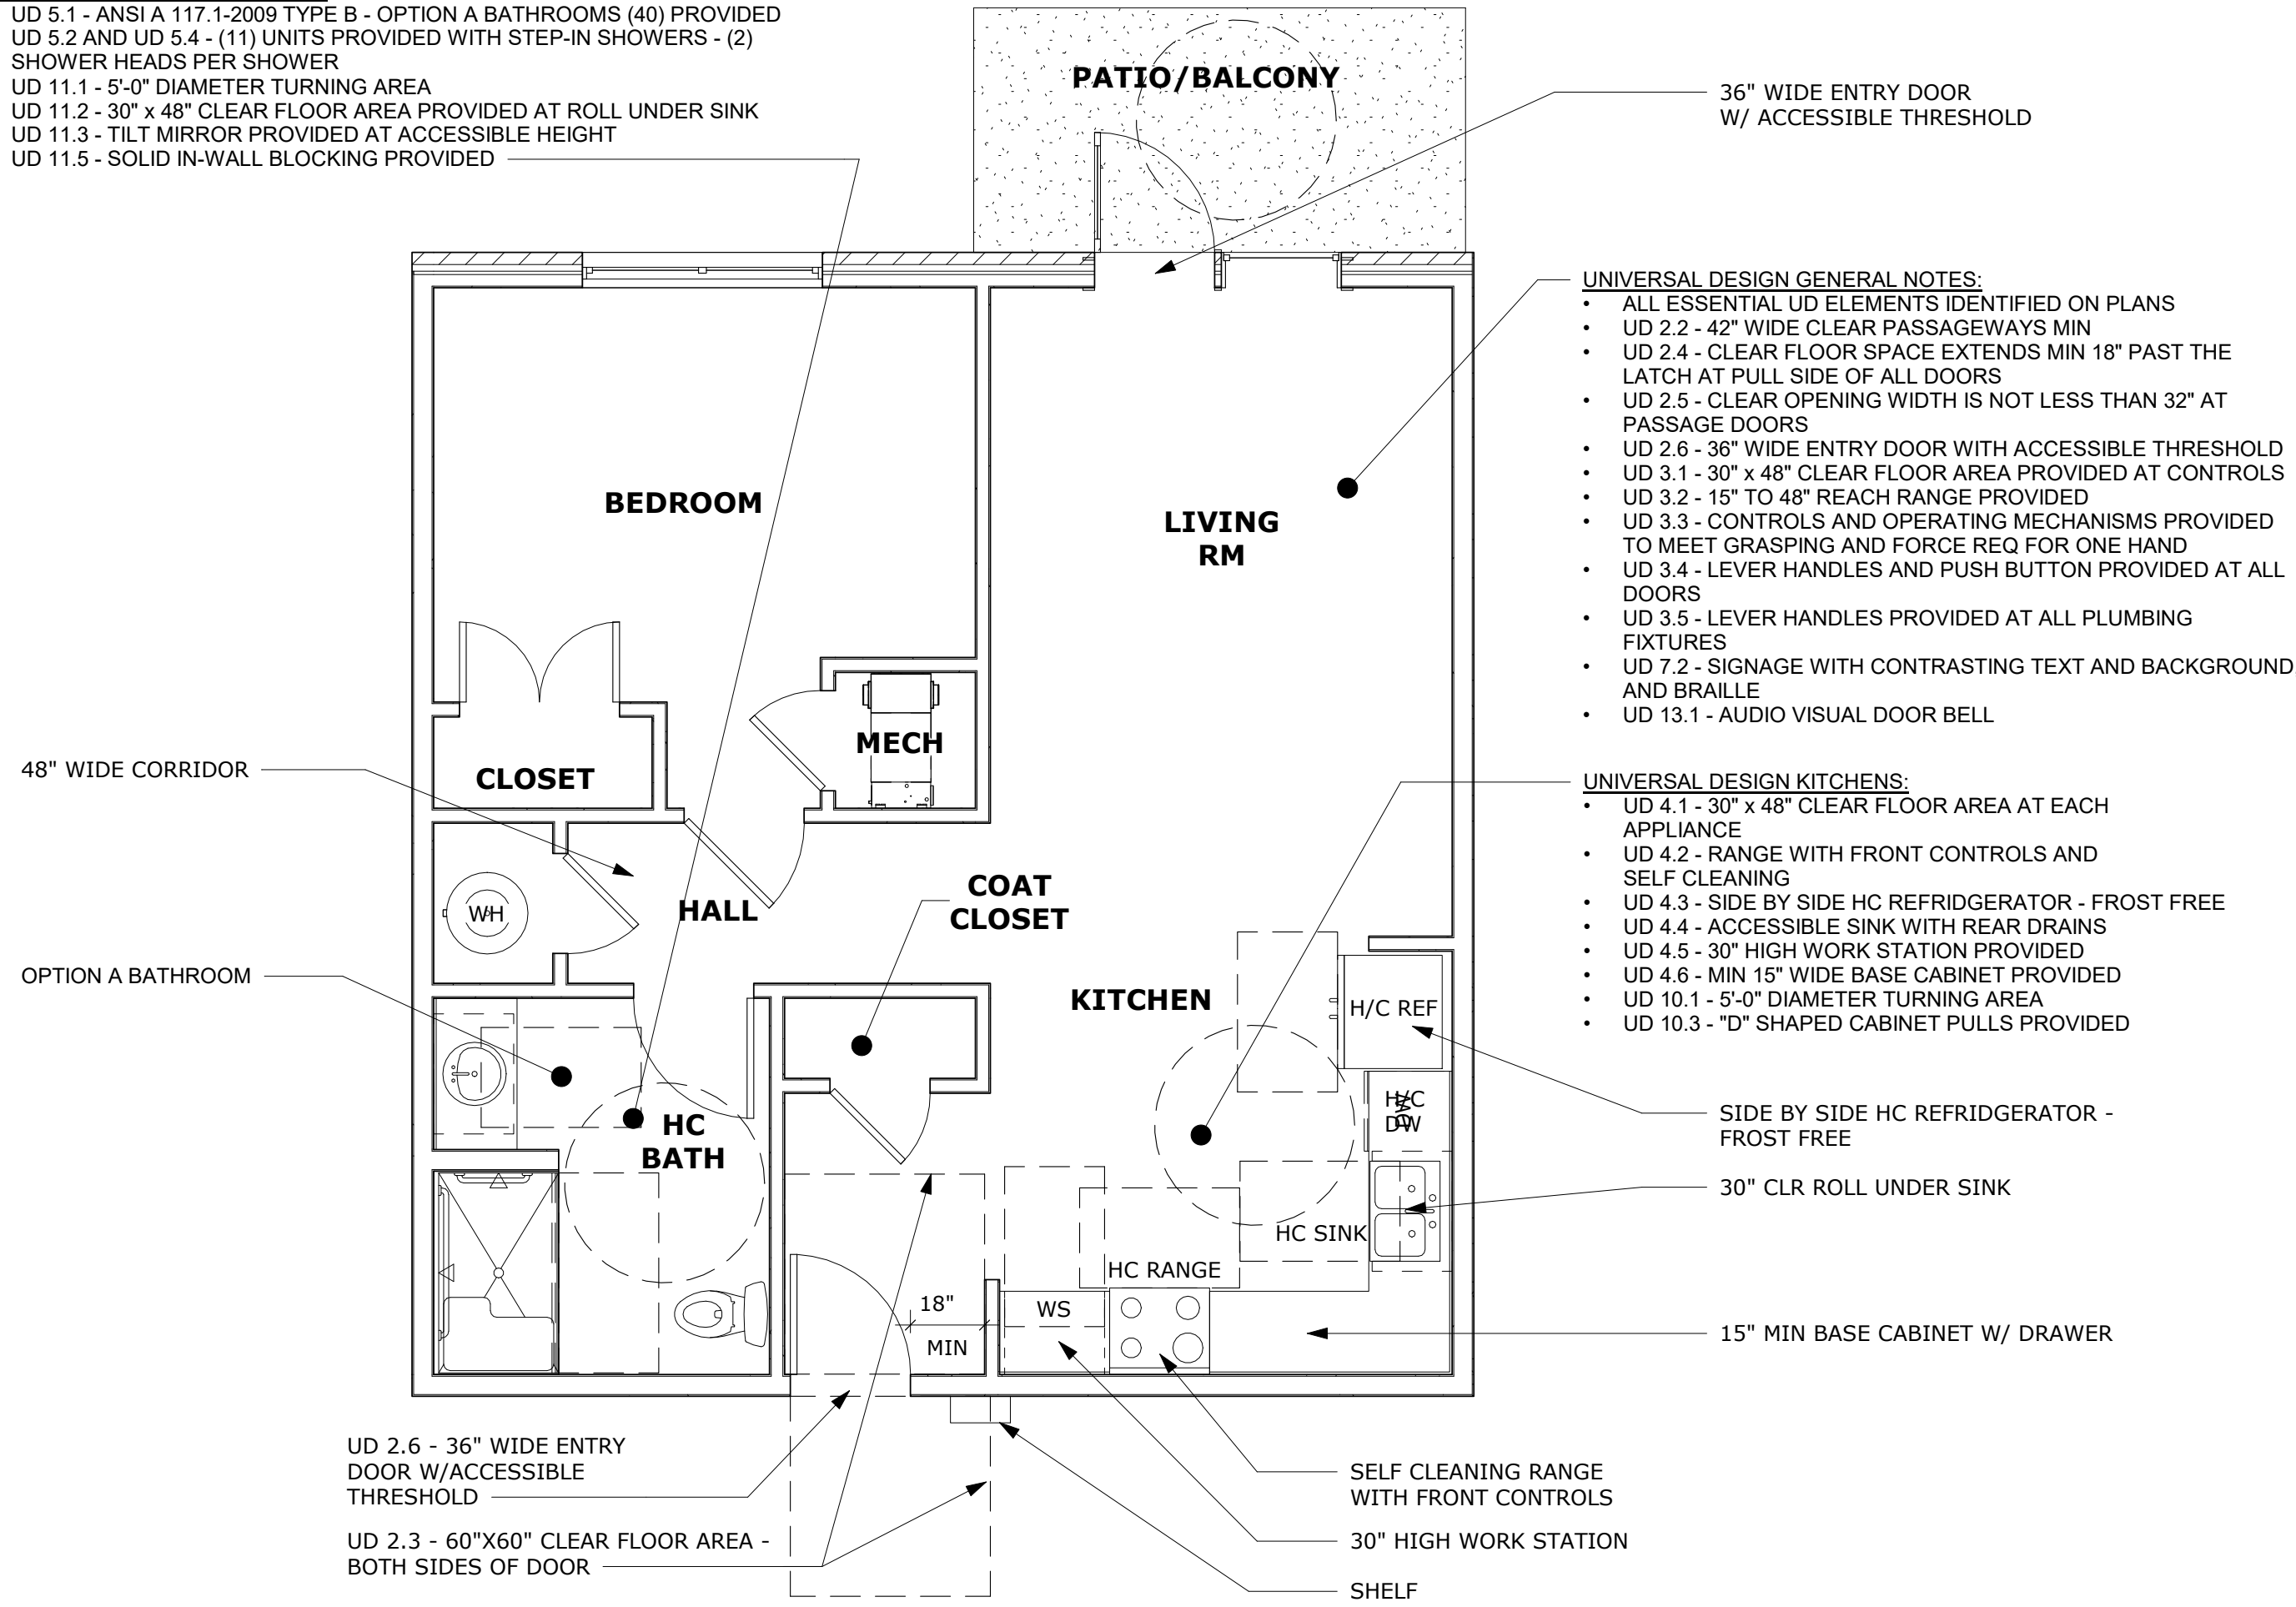 UD 5.1 - ANSI A 117.1-2009 TYPE B - OPTION A BATHROOMS (40) PROVIDED
UD 5.2 AND UD 5.4 - (11) UNITS PROVIDED WITH STEP-IN SHOWERS - (2)
SHOWER HEADS PER SHOWER
UD 11.1 - 5'-0" DIAMETER TURNING AREA
UD 11.2 - 30" x 48" CLEAR FLOOR AREA PROVIDED AT ROLL UNDER SINK
UD 11.3 - TILT MIRROR PROVIDED AT ACCESSIBLE HEIGHT
UD 11.5 - SOLID IN-WALL BLOCKING PROVIDED
PATIO/BALCONY
36" WIDE ENTRY DOOR
W/ ACCESSIBLE THRESHOLD
UNIVERSAL DESIGN GENERAL NOTES:
• ALL ESSENTIAL UD ELEMENTS IDENTIFIED ON PLANS
• UD 2.2 - 42" WIDE CLEAR PASSAGEWAYS MIN
• UD 2.4 - CLEAR FLOOR SPACE EXTENDS MIN 18" PAST THE
LATCH AT PULL SIDE OF ALL DOORS
• UD 2.5 - CLEAR OPENING WIDTH IS NOT LESS THAN 32" AT
PASSAGE DOORS
• UD 2.6 - 36" WIDE ENTRY DOOR WITH ACCESSIBLE THRESHOLD
• UD 3.1 - 30" x 48" CLEAR FLOOR AREA PROVIDED AT CONTROLS
• UD 3.2 - 15" TO 48" REACH RANGE PROVIDED
• UD 3.3 - CONTROLS AND OPERATING MECHANISMS PROVIDED
TO MEET GRASPING AND FORCE REQ FOR ONE HAND
• UD 3.4 - LEVER HANDLES AND PUSH BUTTON PROVIDED AT ALL
DOORS
• UD 3.5 - LEVER HANDLES PROVIDED AT ALL PLUMBING
FIXTURES
• UD 7.2 - SIGNAGE WITH CONTRASTING TEXT AND BACKGROUND,
AND BRAILLE
• UD 13.1 - AUDIO VISUAL DOOR BELL
BEDROOM
LIVING
RM
MECH
CLOSET
48" WIDE CORRIDOR
UNIVERSAL DESIGN KITCHENS:
• UD 4.1 - 30" x 48" CLEAR FLOOR AREA AT EACH
APPLIANCE
• UD 4.2 - RANGE WITH FRONT CONTROLS AND
SELF CLEANING
• UD 4.3 - SIDE BY SIDE HC REFRIDGERATOR - FROST FREE
• UD 4.4 - ACCESSIBLE SINK WITH REAR DRAINS
• UD 4.5 - 30" HIGH WORK STATION PROVIDED
• UD 4.6 - MIN 15" WIDE BASE CABINET PROVIDED
• UD 10.1 - 5'-0" DIAMETER TURNING AREA
• UD 10.3 - "D" SHAPED CABINET PULLS PROVIDED
WH
HALL
COAT
CLOSET
OPTION A BATHROOM
KITCHEN
H/C REF
HC
BATH
H/C
DW
DW
SIDE BY SIDE HC REFRIDGERATOR -
FROST FREE
30" CLR ROLL UNDER SINK
HC SINK
HC RANGE
18"
MIN
WS
15" MIN BASE CABINET W/ DRAWER
UD 2.6 - 36" WIDE ENTRY
DOOR W/ACCESSIBLE
THRESHOLD
UD 2.3 - 60"X60" CLEAR FLOOR AREA -
BOTH SIDES OF DOOR
SELF CLEANING RANGE
WITH FRONT CONTROLS
30" HIGH WORK STATION
SHELF